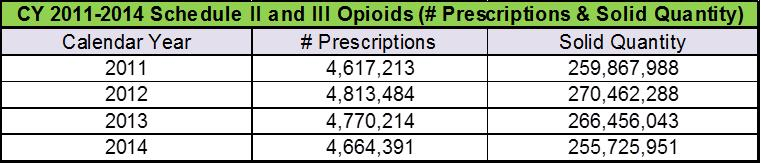 CY 2011-2014 Schedule II and III Opioids (# Prescriptions & Solid Quantity)
Calendar Year # Prescriptions Solid Quantity
2011 4,617,213 259,867,988
2012 4,813,484 270,462,288
2013 4,770,214 266,456,043
2014 4,664,391 255,725,951